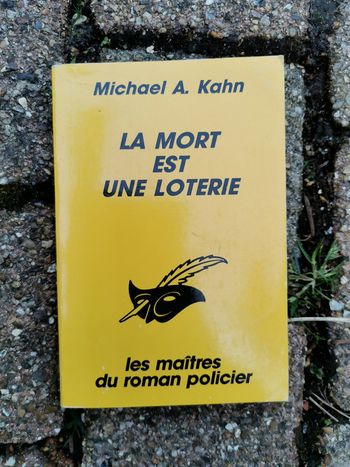 Michael A. Kahn
LA MORT
EST
UNE LOTERIE
les maîtres
du roman policier